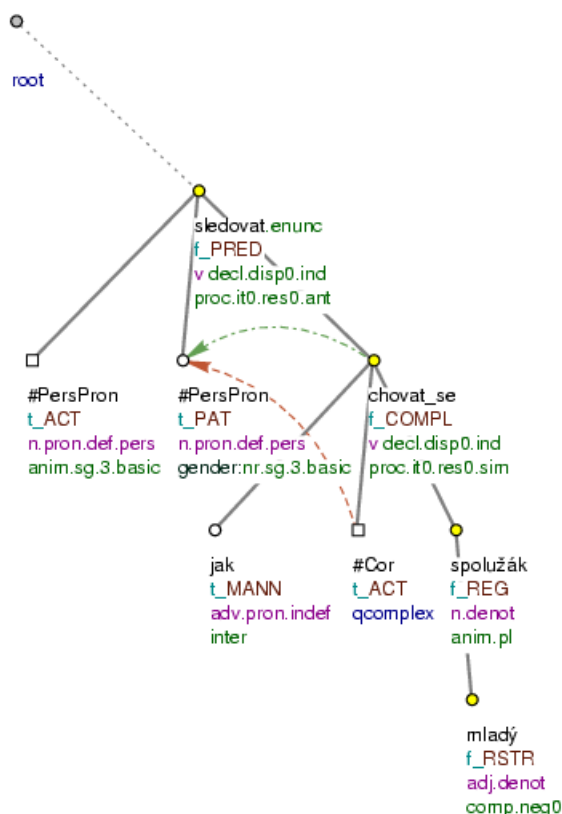 root
sledovat.enunc
f_PRED
v decl.disp0.ind
proc.it0.res0.ant
#PersPron
t_ACT
n.pron.def.pers
anim.sg.3.basic
#PersPron
t_PAT
n.pron.def.pers
gender:nr.sg.3.basic
chovat_se
f_COMPL
v decl.disp0.ind
proc.it0.res0.sim
jak
t_MANN
adv.pron.indef
inter
#Cor
t_ACT
qcomplex
spolužák
f_REG
n.denot
anim.pl
mladý
f_RSTR
adj.denot
comp.neg0